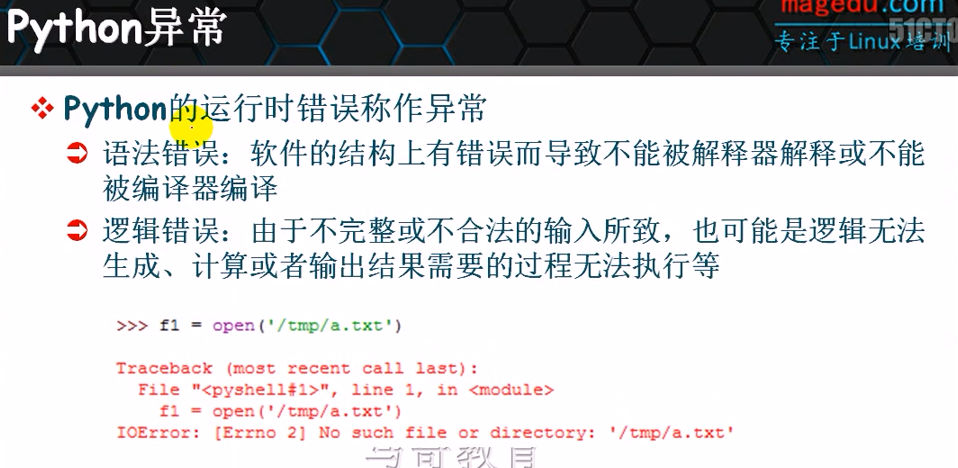 Python异常
magedu.com
51CTO
专注于Linux培训
Python的运行时错误称作异常
语法错误：软件的结构上有错误而导致不能被解释器解释或不能
被编译器编译
逻辑错误：由于不完整或不合法的输入所致，也可能是逻辑无法
生成、计算或者输出结果需要的过程无法执行等
>>> f1 = open('/tmp/a.txt')
Traceback (most recent call last):
File "<pyshell#1>", line 1, in <module>
f1 = open('/tmp/a.txt')
IOError: [Errno 2] No such file or directory: '/tmp/a.txt'
马哥教育